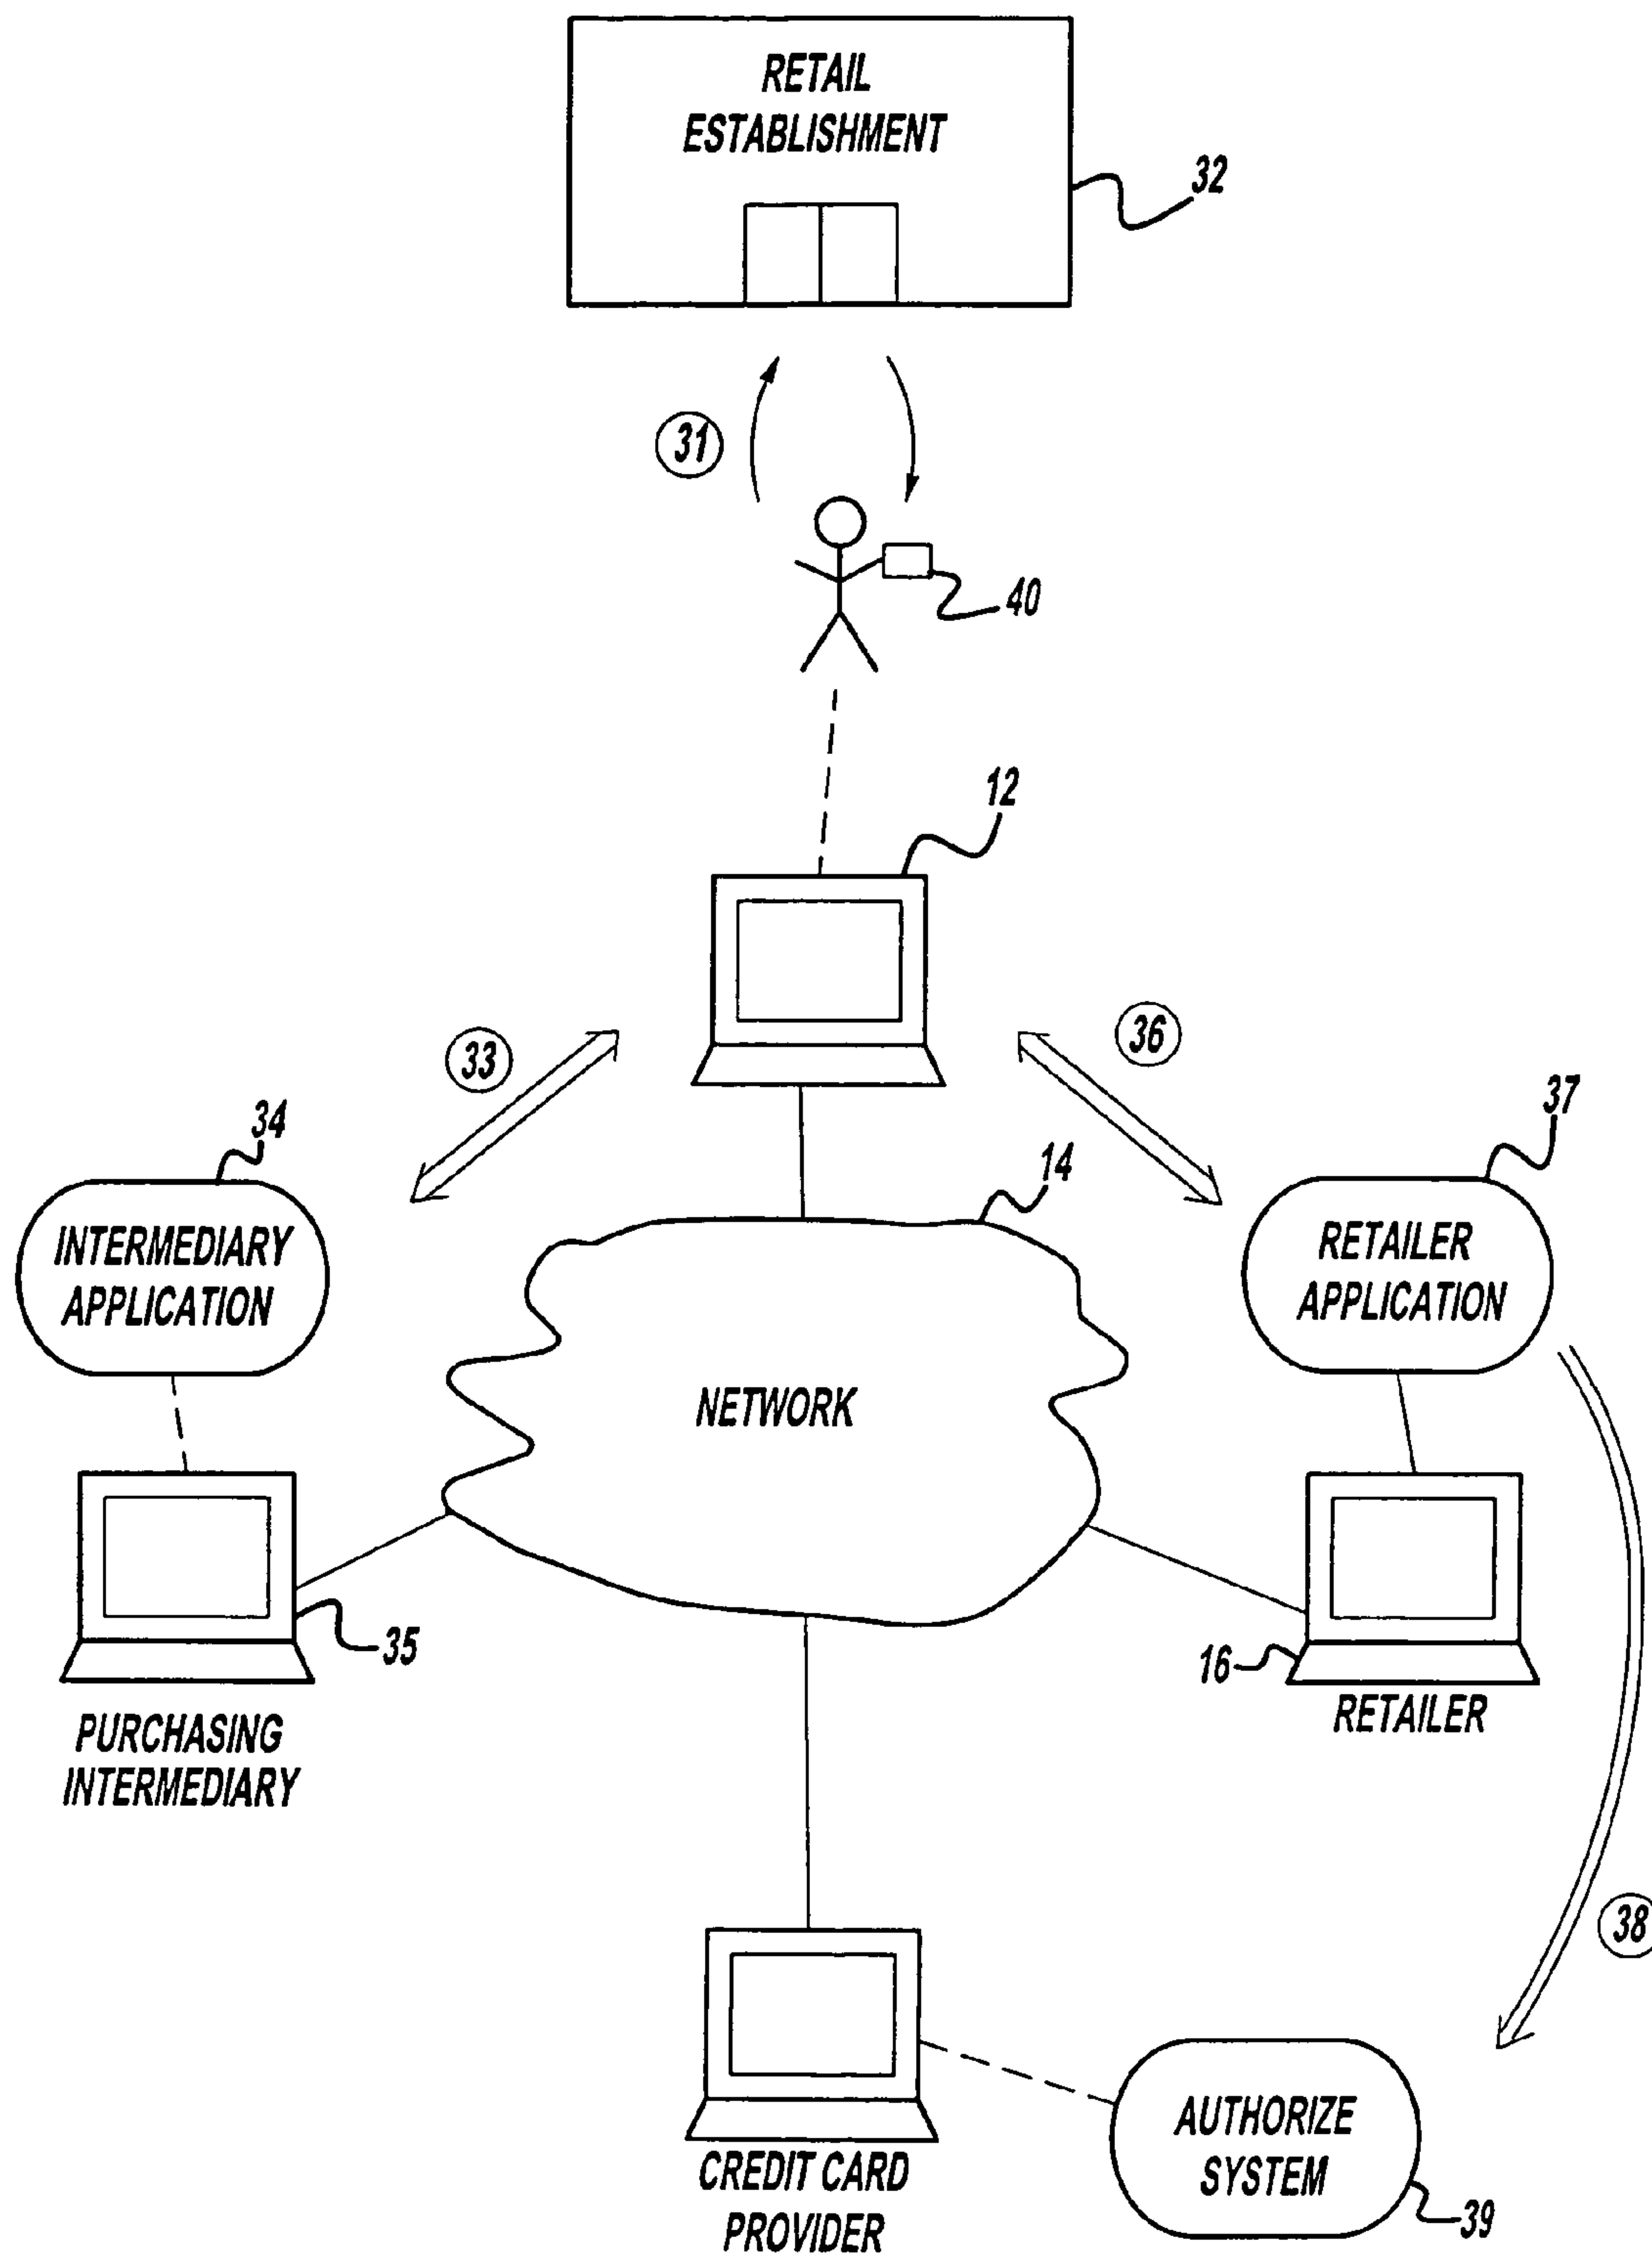 RETAIL
ESTABLISHMENT
32
31
40
12
33
36
37
34
14
INTERMEDIARY
APPLICATION
RETAILER
APPLICATION
NETWORK
35
16
RETAILER
PURCHASING
INTERMEDIARY
38
AUTHORIZE
SYSTEM
CREDIT CARD
PROVIDER
39